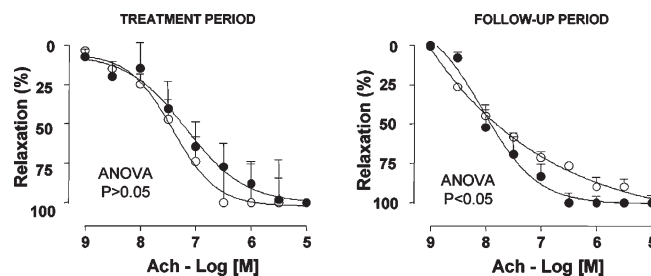 TREATMENT PERIOD
0
25
50
75
100
Relaxation (%)
ANOVA
P>0.05
9 8 7 6 5
Ach - Log [M]
FOLLOW-UP PERIOD
0
25
50
75
100
Relaxation (%)
ANOVA
P<0.05
9 8 7 6 5
Ach - Log [M]